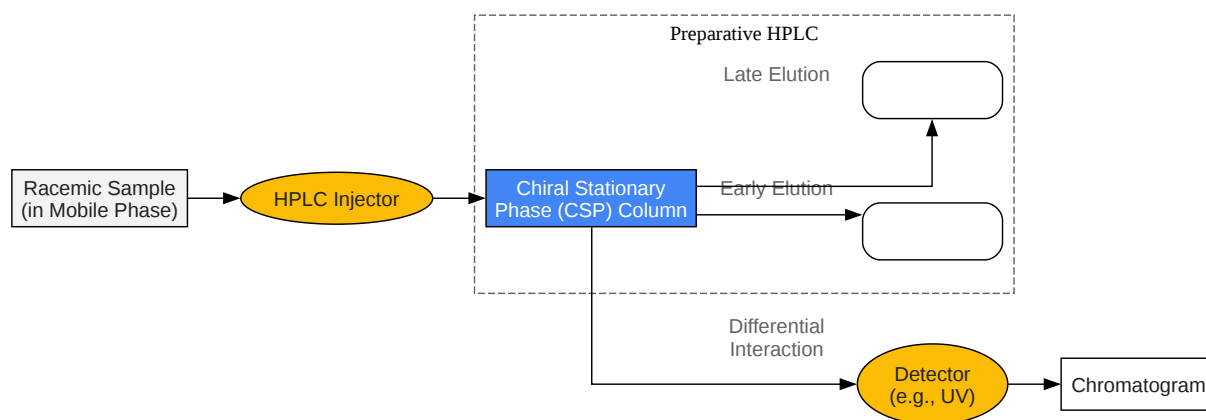 Preparative HPLC
Late Elution
Racemic Sample
(in Mobile Phase)
HPLC Injector
Chiral Stationary
Phase (CSP) Column
Early Elution
Differential
Interaction
Detector
(e.g., UV)
Chromatogram